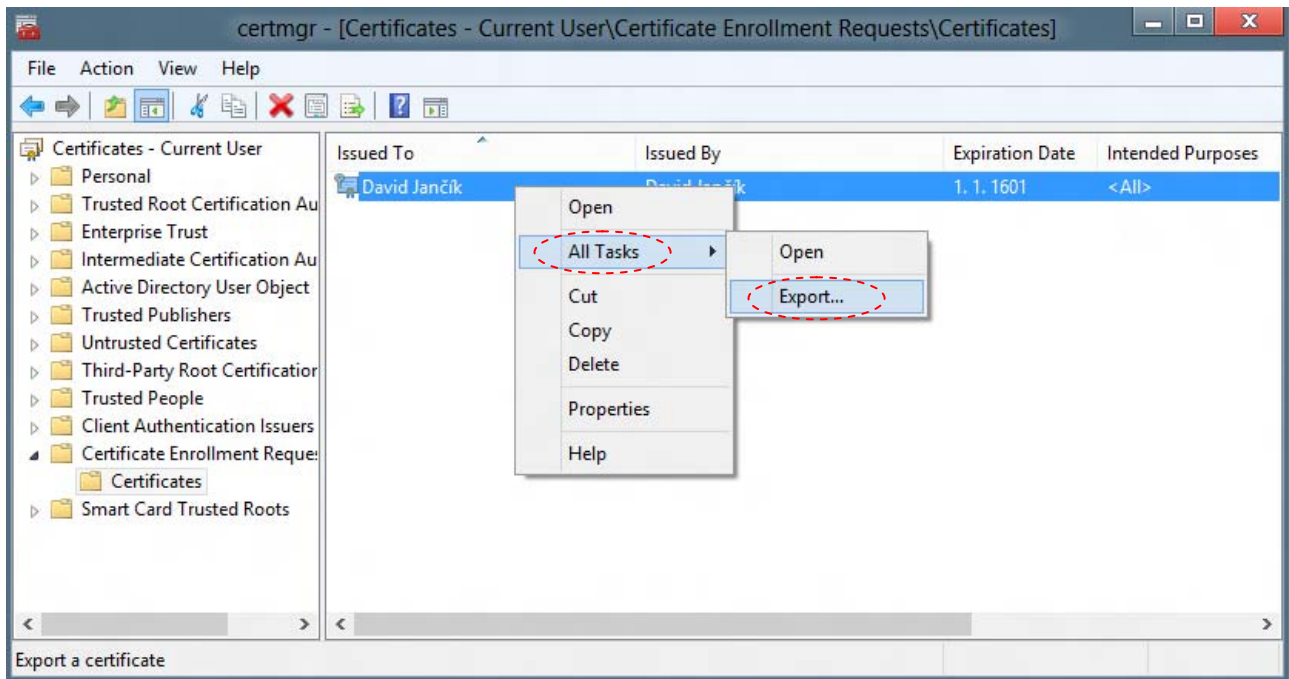 certmgr - [Certificates - Current User\Certificate Enrollment Requests\Certificates]
File Action View Help
Certificates - Current User
Personal
Trusted Root Certification Au
Enterprise Trust
Intermediate Certification Au
Active Directory User Object
Trusted Publishers
Untrusted Certificates
Third-Party Root Certification
Trusted People
Client Authentication Issuers
Certificate Enrollment Reques
Certificates
Smart Card Trusted Roots
Issued To Issued By Expiration Date Intended Purposes
David Jančík David Jančík 1. 1. 1601 <All>
Open
All Tasks
Cut
Copy
Delete
Properties
Help
Open
Export...
Export a certificate